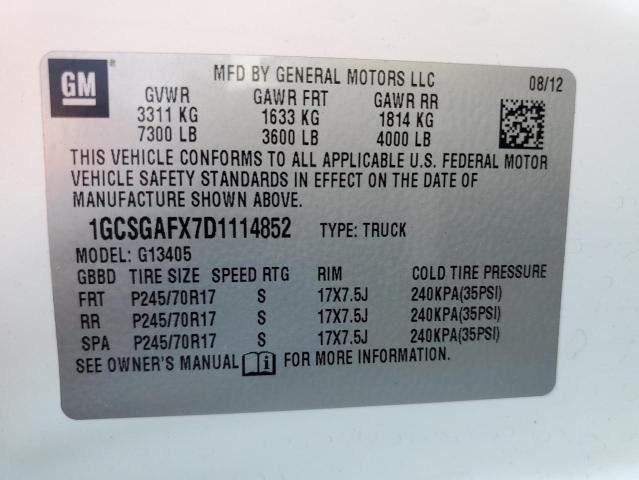 GM
MFD BY GENERAL MOTORS LLC 08/12
GVWR GAWR FRT GAWR RR
3311 KG 1633 KG 1814 KG
7300 LB 3600 LB 4000 LB
THIS VEHICLE CONFORMS TO ALL APPLICABLE U.S. FEDERAL MOTOR
VEHICLE SAFETY STANDARDS IN EFFECT ON THE DATE OF
MANUFACTURE SHOWN ABOVE.
1GCSGAFX7D1114852 TYPE: TRUCK
MODEL: G13405
GBBD TIRE SIZE SPEED RTG RIM COLD TIRE PRESSURE
FRT P245/70R17 S 17X7.5J 240KPA(35PSI)
RR P245/70R17 S 17X7.5J 240KPA(35PSI)
SPA P245/70R17 S 17X7.5J 240KPA(35PSI)
SEE OWNER'S MANUAL i FOR MORE INFORMATION.